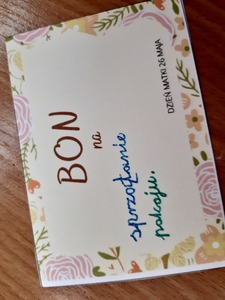 BON
na
sprzątanie
pokoju.
DZIEŃ MATKI 26 MAJA